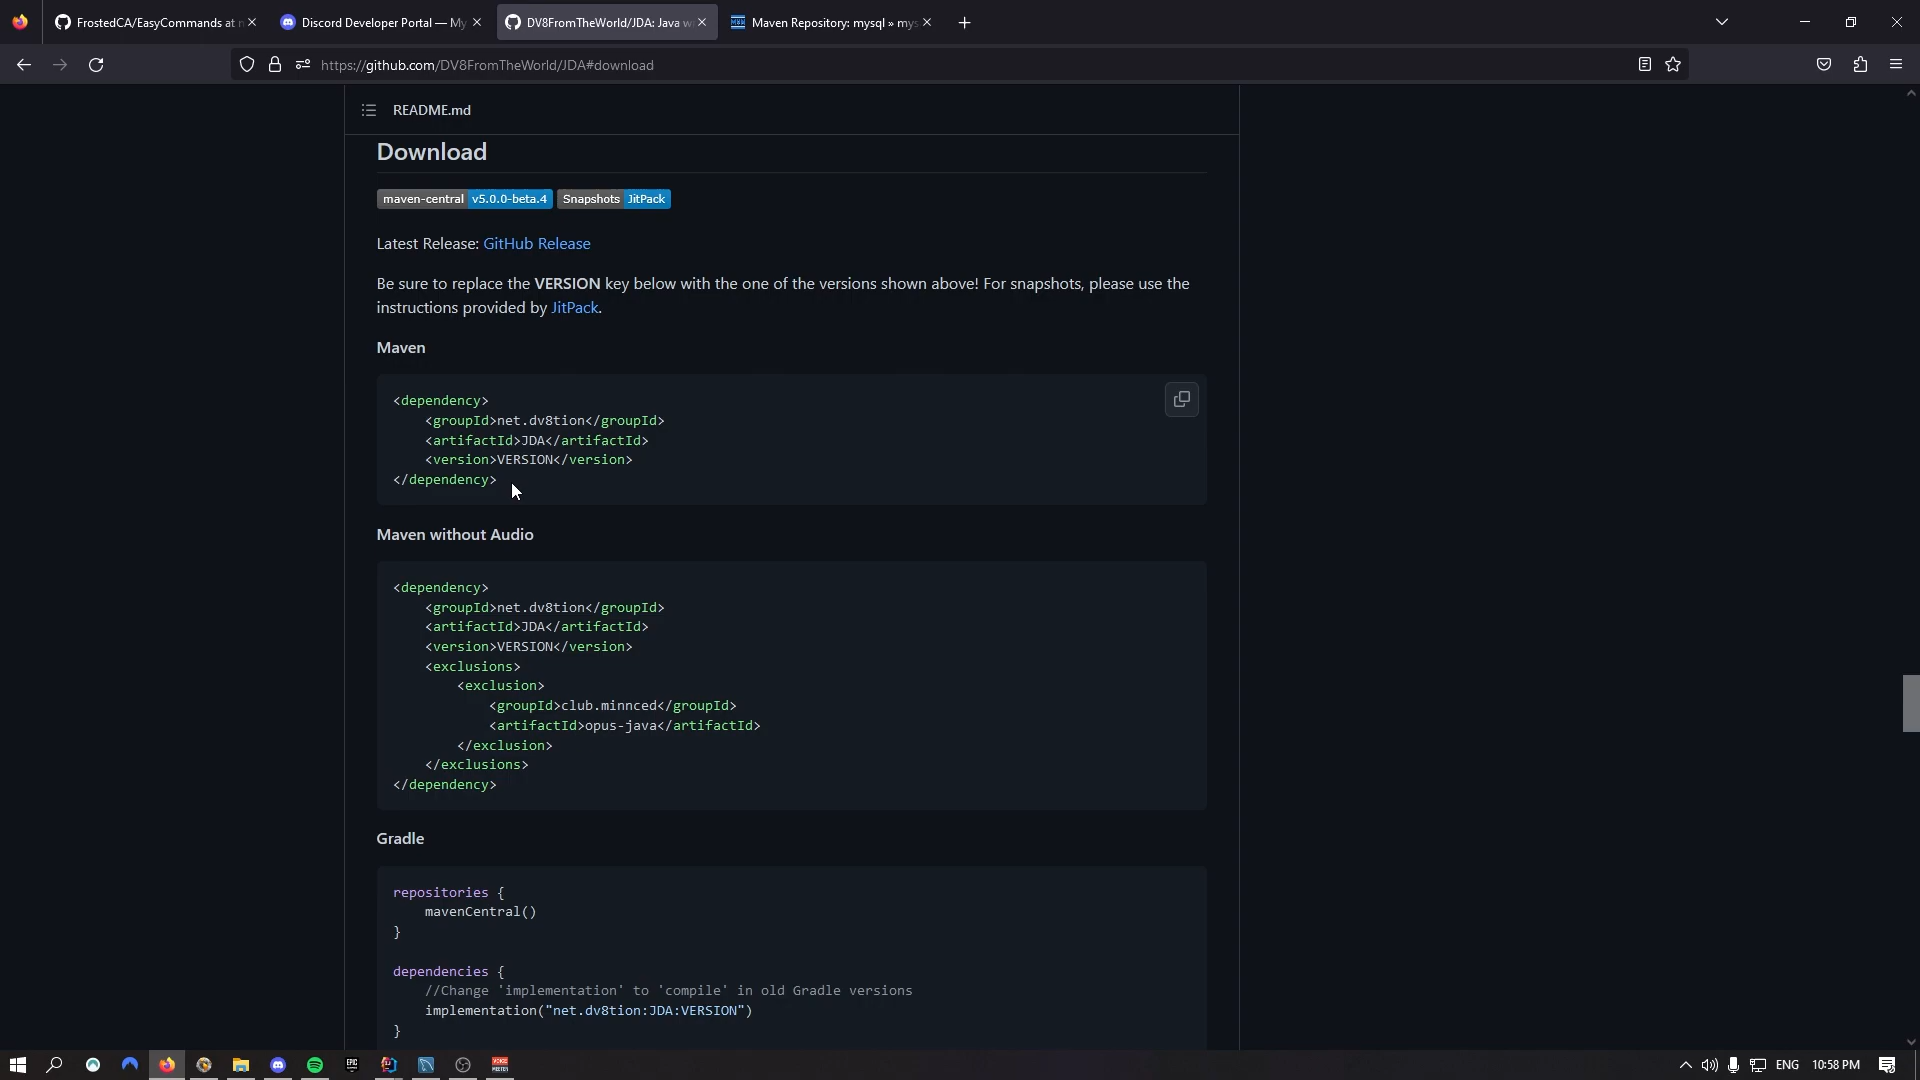 FrostedCA/EasyCommands at
Discord Developer Portal — My
DV8FromTheWorld/JDA: Java w
Maven Repository: mysql » mys
https://github.com/DV8FromTheWorld/JDA#download
README.md
Download
maven-central v5.0.0-beta.4 Snapshots JitPack
Latest Release: GitHub Release
Be sure to replace the VERSION key below with the one of the versions shown above! For snapshots, please use the
instructions provided by JitPack.
Maven
<dependency>
    <groupId>net.dv8tion</groupId>
    <artifactId>JDA</artifactId>
    <version>VERSION</version>
</dependency>
Maven without Audio
<dependency>
    <groupId>net.dv8tion</groupId>
    <artifactId>JDA</artifactId>
    <version>VERSION</version>
    <exclusions>
        <exclusion>
            <groupId>club.minnced</groupId>
            <artifactId>opus-java</artifactId>
        </exclusion>
    </exclusions>
</dependency>
Gradle
repositories {
    mavenCentral()
}
dependencies {
    //Change 'implementation' to 'compile' in old Gradle versions
    implementation("net.dv8tion:JDA:VERSION")
}
EPIC
ENG 10:58 PM